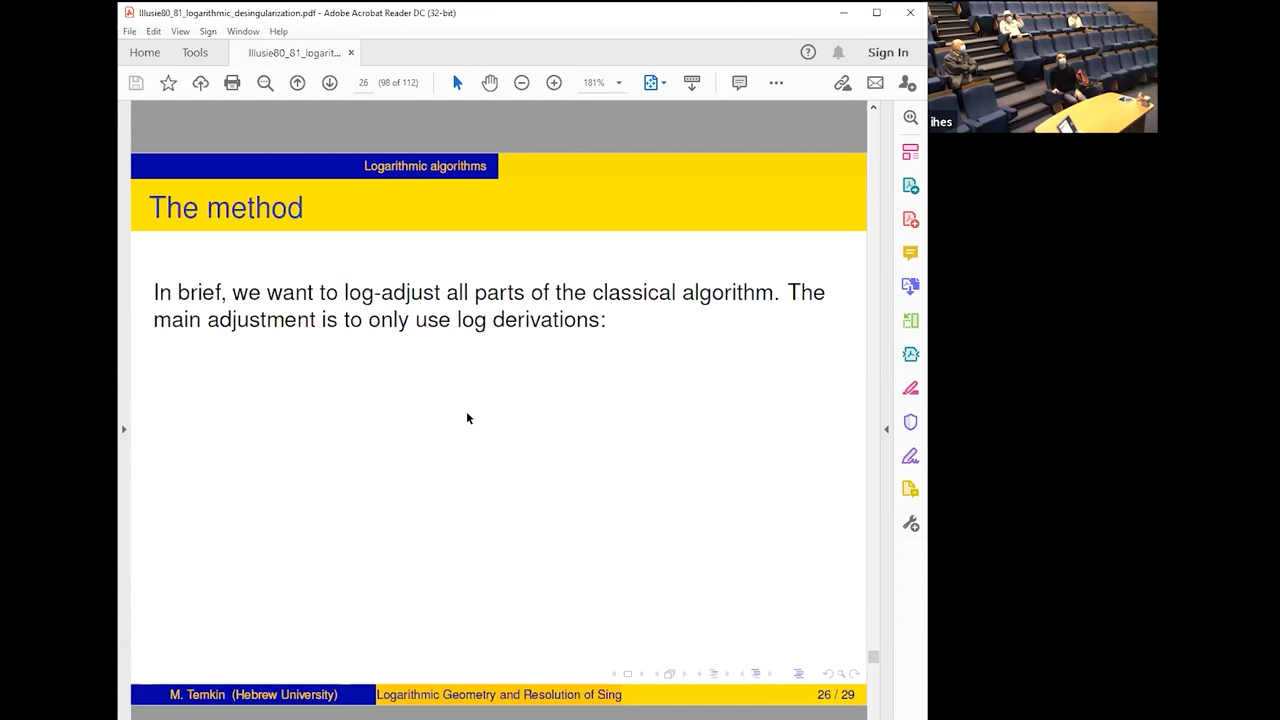 Illusie80_81_logarithmic_desingularization.pdf - Adobe Acrobat Reader DC (32-bit)
File Edit View Sign Window Help
Home Tools Illusie80_81_logarit... × Sign In
26 (98 of 112) 181%
ihes
Logarithmic algorithms
The method
In brief, we want to log-adjust all parts of the classical algorithm. The
main adjustment is to only use log derivations:
M. Temkin (Hebrew University) Logarithmic Geometry and Resolution of Sing 26 / 29